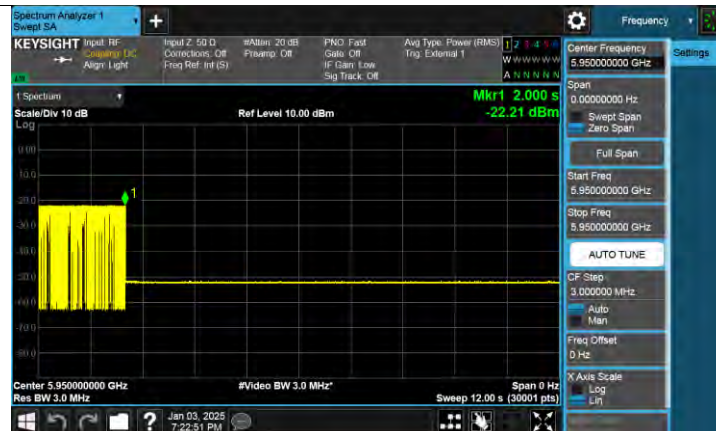 Spectrum Analyzer 1
Swept SA
+
Frequency
KEYSIGHT
Input: RF
Coupling: DC
Align: Light
Input Z: 50 Ω
Corrections: Off
Freq Ref: Int (S)
#Atten: 20 dB
Preamp: Off
PNO: Fast
Gate: Off
IF Gain: Low
Sig Track: Off
Avg Type: Power (RMS)
Trig: External 1
1 2 3 4 5 6
W W W W W W
A N N N N N
Center Frequency
5.950000000 GHz
Settings
Span
0.00000000 Hz
Swept Span
Zero Span
Full Span
Start Freq
5.950000000 GHz
Stop Freq
5.950000000 GHz
AUTO TUNE
CF Step
3.000000 MHz
Auto
Man
Freq Offset
0 Hz
X Axis Scale
Log
Lin
1 Spectrum
Scale/Div 10 dB
Ref Level 10.00 dBm
Mkr1 2.000 s
-22.21 dBm
Log
0.00
-10.0
-20.0
-30.0
-40.0
-50.0
-60.0
-70.0
-80.0
1
Center 5.950000000 GHz
Res BW 3.0 MHz
#Video BW 3.0 MHz*
Span 0 Hz
Sweep 12.00 s (30001 pts)
?
Jan 03, 2025
7:22:51 PM